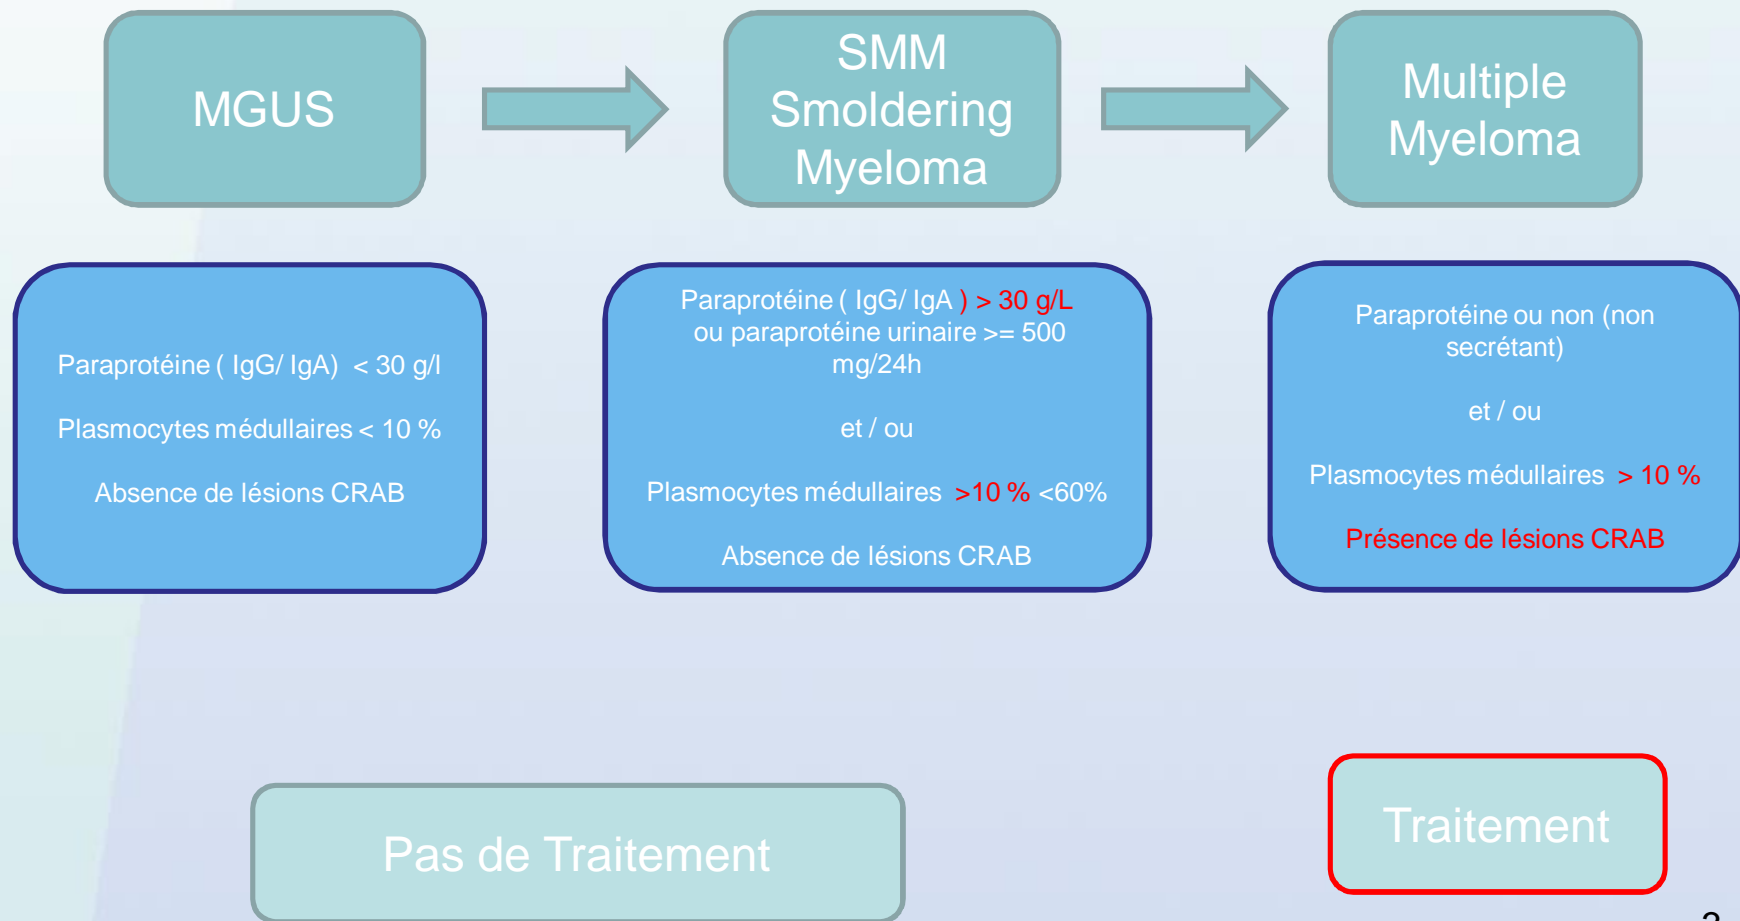 MGUS
SMM
Smoldering
Myeloma
Multiple
Myeloma
Paraprotéine ( IgG/ IgA) < 30 g/l
Plasmocytes médullaires < 10 %
Absence de lésions CRAB
Paraprotéine ( IgG/ IgA ) > 30 g/L
ou paraprotéine urinaire >= 500
mg/24h
et / ou
Plasmocytes médullaires >10 % <60%
Absence de lésions CRAB
Paraprotéine ou non (non
secrétant)
et / ou
Plasmocytes médullaires > 10 %
Présence de lésions CRAB
Pas de Traitement
Traitement